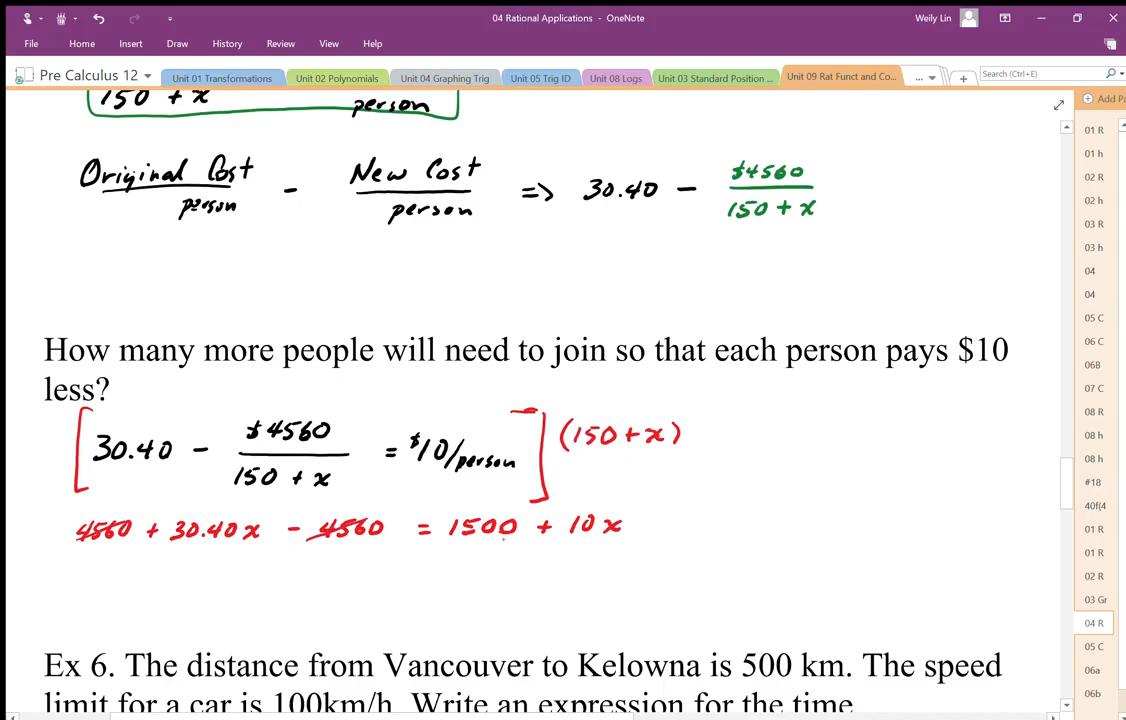 04 Rational Applications - OneNote
Weily Lin
File Home Insert Draw History Review View Help
Pre Calculus 12
Unit 01 Transformations
Unit 02 Polynomials
Unit 04 Graphing Trig
Unit 05 Trig ID
Unit 08 Logs
Unit 03 Standard Position ...
Unit 09 Rat Funct and Co...
...
Search (Ctrl+E)
Add Pa
150 + x person
Original Cost / person - New Cost / person => 30.40 - $4560 / 150 + x
How many more people will need to join so that each person pays $10
less?
[30.40 - $4560 / 150 + x = $10/person] (150 + x)
4560 + 30.40x - 4560 = 1500 + 10x
Ex 6. The distance from Vancouver to Kelowna is 500 km. The speed
limit for a car is 100km/h. Write an expression for the time
01 R
01 h
02 R
02 h
03 R
03 h
04
04
05 C
06 C
06B
07 C
08 R
08 h
08 h
#18
40f(4
01 R
01 R
02 R
03 Gr
04 R
05 C
06a
06b